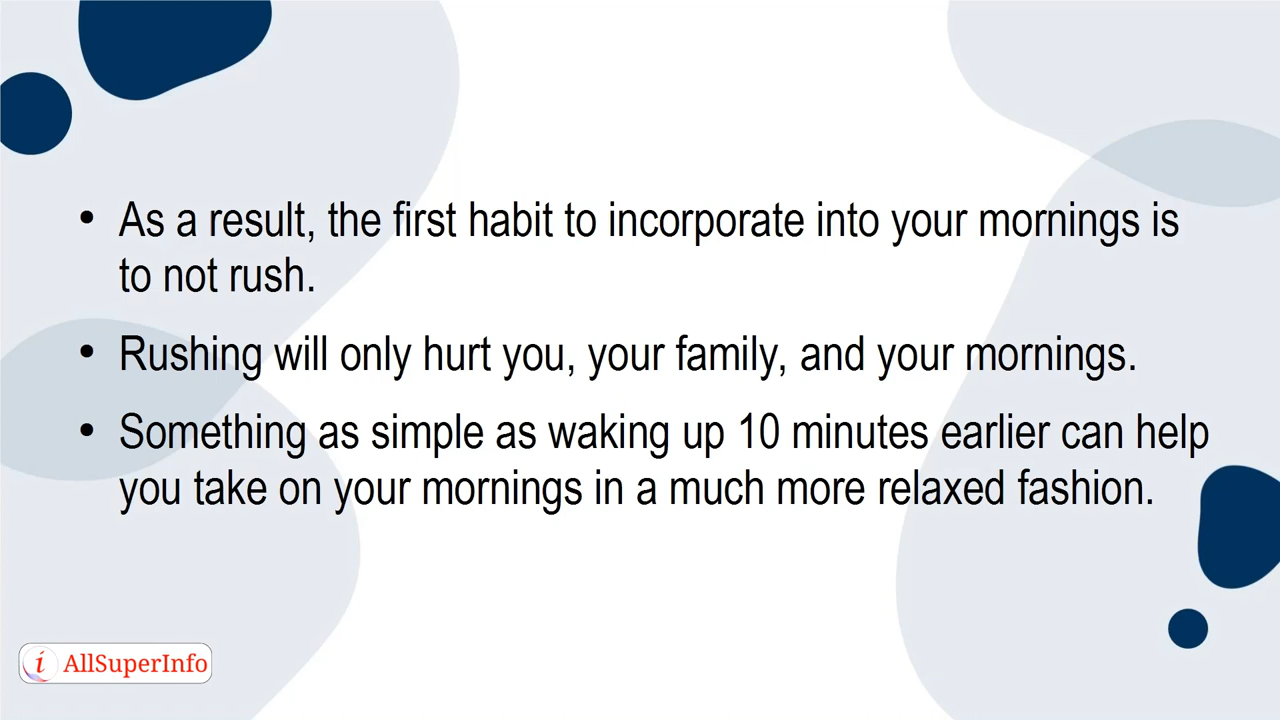 • As a result, the first habit to incorporate into your mornings is
to not rush.
• Rushing will only hurt you, your family, and your mornings.
• Something as simple as waking up 10 minutes earlier can help
you take on your mornings in a much more relaxed fashion.
i AllSuperInfo